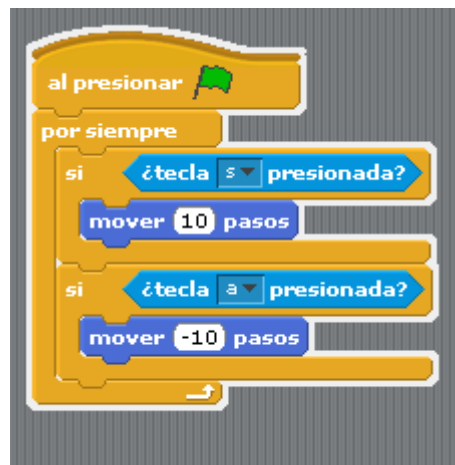 al presionar
por siempre
si ¿tecla s presionada?
mover 10 pasos
si ¿tecla a presionada?
mover -10 pasos